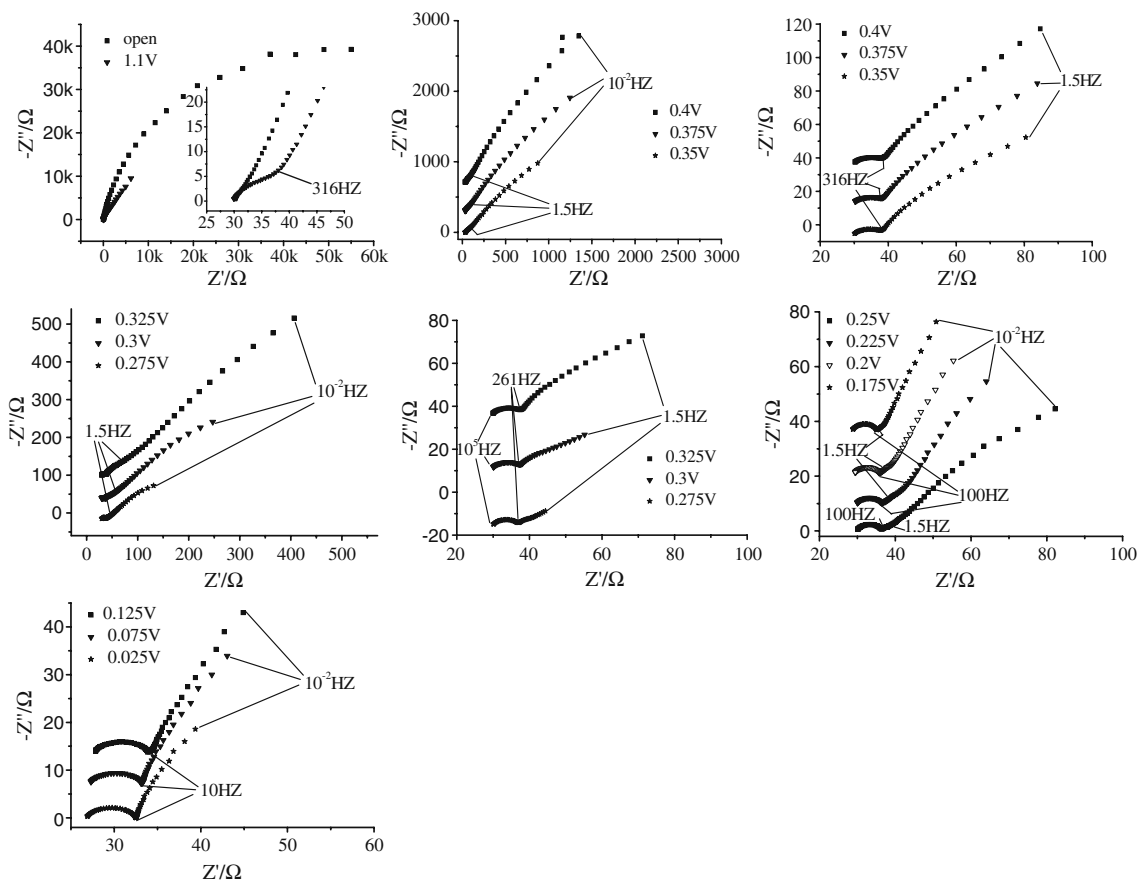 open
1.1V
-Z"/Ω
40k
30k
20k
10k
0
20
15
10
5
0
25 30 35 40 45 50
316HZ
0 10k 20k 30k 40k 50k 60k
Z'/Ω
-Z"/Ω
3000
2000
1000
0
10⁻²HZ
0.4V
0.375V
0.35V
1.5HZ
0 500 1000 1500 2000 2500 3000
Z'/Ω
-Z"/Ω
120
100
80
60
40
20
0
0.4V
0.375V
0.35V
1.5HZ
316HZ
20 40 60 80 100
Z'/Ω
-Z"/Ω
500
400
300
200
100
0
0.325V
0.3V
0.275V
10⁻²HZ
1.5HZ
0 100 200 300 400 500
Z'/Ω
-Z"/Ω
80
60
40
20
0
-20
261HZ
10⁵HZ
1.5HZ
0.325V
0.3V
0.275V
20 40 60 80 100
Z'/Ω
-Z"/Ω
80
60
40
20
0
0.25V
0.225V
0.2V
0.175V
10⁻²HZ
1.5HZ
100HZ
100HZ
1.5HZ
20 40 60 80 100
Z'/Ω
-Z"/Ω
40
30
20
10
0
0.125V
0.075V
0.025V
10⁻²HZ
10HZ
30 40 50 60
Z'/Ω